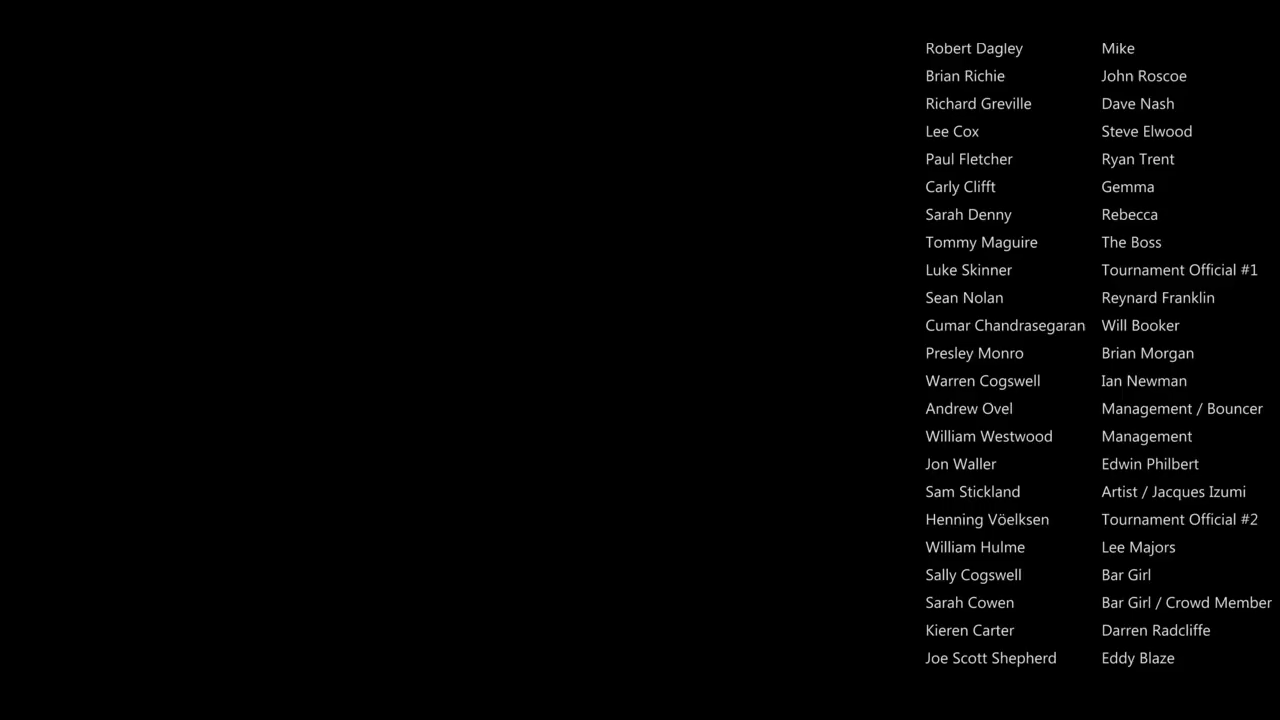 Robert Dagley Mike
Brian Richie John Roscoe
Richard Greville Dave Nash
Lee Cox Steve Elwood
Paul Fletcher Ryan Trent
Carly Clifft Gemma
Sarah Denny Rebecca
Tommy Maguire The Boss
Luke Skinner Tournament Official #1
Sean Nolan Reynard Franklin
Cumar Chandrasegaran Will Booker
Presley Monro Brian Morgan
Warren Cogswell Ian Newman
Andrew Ovel Management / Bouncer
William Westwood Management
Jon Waller Edwin Philbert
Sam Stickland Artist / Jacques Izumi
Henning Vöelksen Tournament Official #2
William Hulme Lee Majors
Sally Cogswell Bar Girl
Sarah Cowen Bar Girl / Crowd Member
Kieren Carter Darren Radcliffe
Joe Scott Shepherd Eddy Blaze